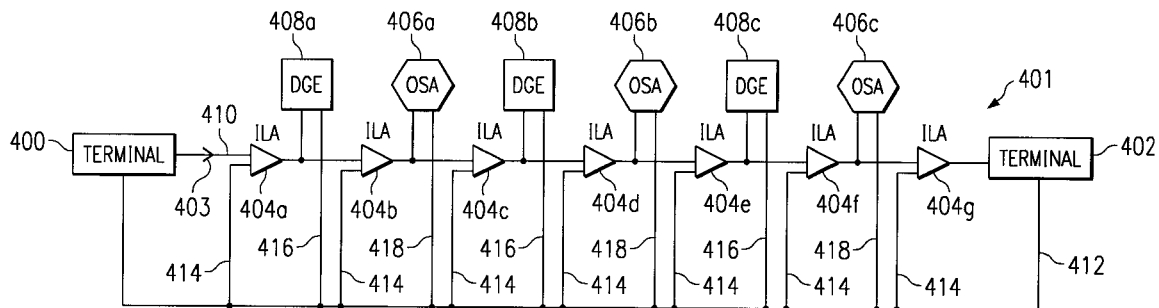 408a 406a 408b 406b 408c 406c
401
DGE OSA DGE OSA DGE OSA
400 410 ILA ILA ILA ILA ILA ILA ILA 402
TERMINAL TERMINAL
403 404a 404b 404c 404d 404e 404f 404g
416 418 416 418 416 418 412
414 414 414 414 414 414 414